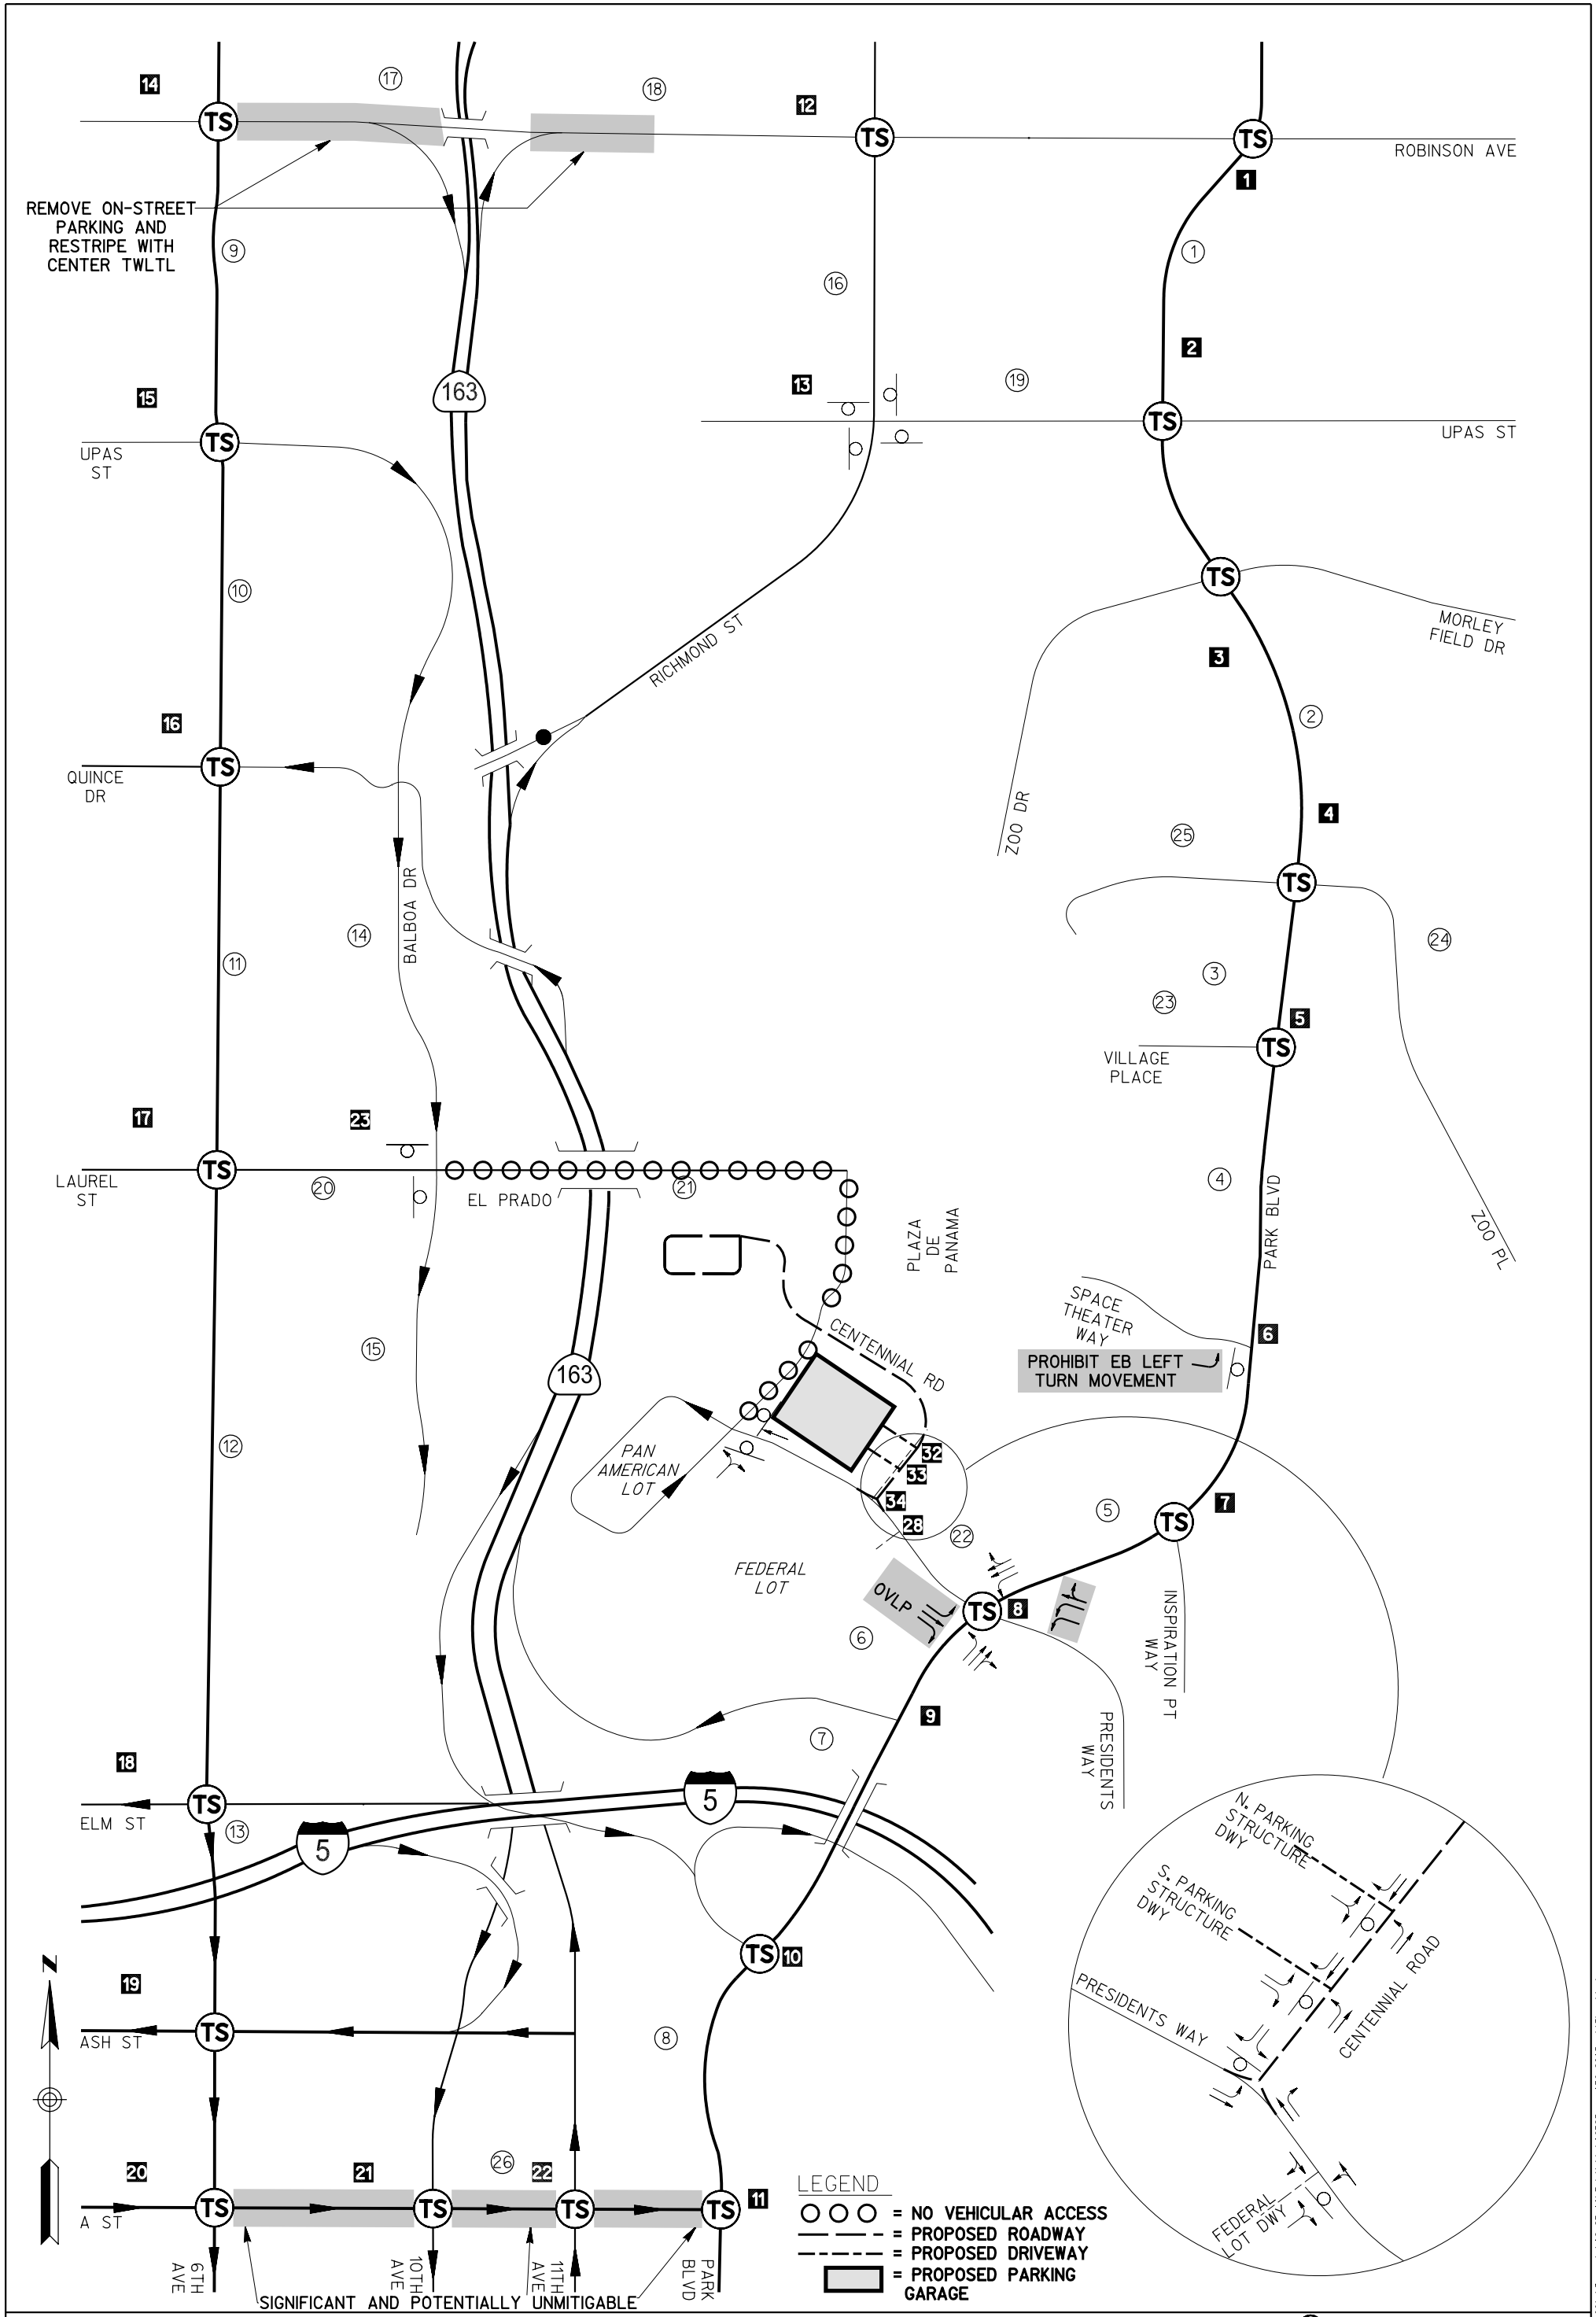 14
17
18
12
TS
TS
TS
ROBINSON AVE
1
REMOVE ON-STREET
PARKING AND
RESTRIPE WITH
CENTER TWLTL
9
1
16
2
163
15
13
19
TS
TS
UPAS
ST
UPAS ST
TS
10
MORLEY
FIELD DR
RICHMOND ST
3
2
16
TS
QUINCE
DR
ZOO DR
4
25
TS
BALBOA DR
14
11
24
3
23
5
TS
VILLAGE
PLACE
17
23
TS
LAUREL
ST
20
EL PRADO
21
4
PARK BLVD
ZOO PL
PLAZA
DE
PANAMA
SPACE
THEATER
WAY
6
PROHIBIT EB LEFT
TURN MOVEMENT
CENTENNIAL RD
15
163
12
PAN
AMERICAN
LOT
32
33
34
28
22
5
7
TS
FEDERAL
LOT
OVLP
TS
8
INSPIRATION PT
WAY
6
9
7
PRESIDENTS
WAY
18
TS
ELM ST
13
5
5
N. PARKING
STRUCTURE
DWY
S. PARKING
STRUCTURE
DWY
PRESIDENTS WAY
CENTENNIAL ROAD
FEDERAL
LOT DWY
TS
10
N
19
TS
ASH ST
8
20
21
26
22
TS
TS
TS
TS
11
A ST
6TH
AVE
10TH
AVE
11TH
AVE
PARK
BLVD
SIGNIFICANT AND POTENTIALLY UNMITIGABLE
LEGEND
= NO VEHICULAR ACCESS
= PROPOSED ROADWAY
= PROPOSED DRIVEWAY
= PROPOSED PARKING
GARAGE